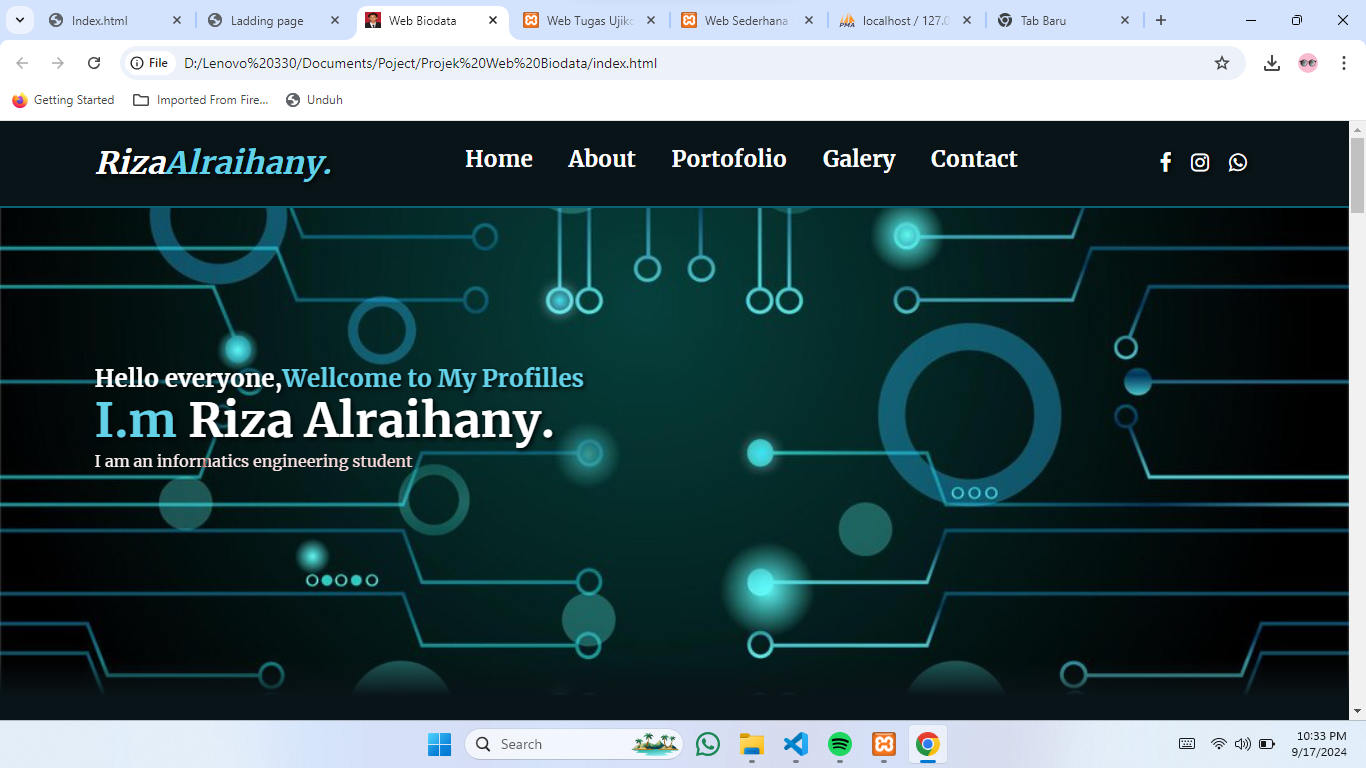 Index.html
Ladding page
Web Biodata
Web Tugas Ujiko
Web Sederhana
PMA
localhost / 127.0
Tab Baru
File
D:/Lenovo%20330/Documents/Poject/Projek%20Web%20Biodata/index.html
Getting Started
Imported From Fire...
Unduh
RizaAlraihany.
Home About Portofolio Galery Contact
Hello everyone,Wellcome to My Profilles
I.m Riza Alraihany.
I am an informatics engineering student
Search
10:33 PM
9/17/2024